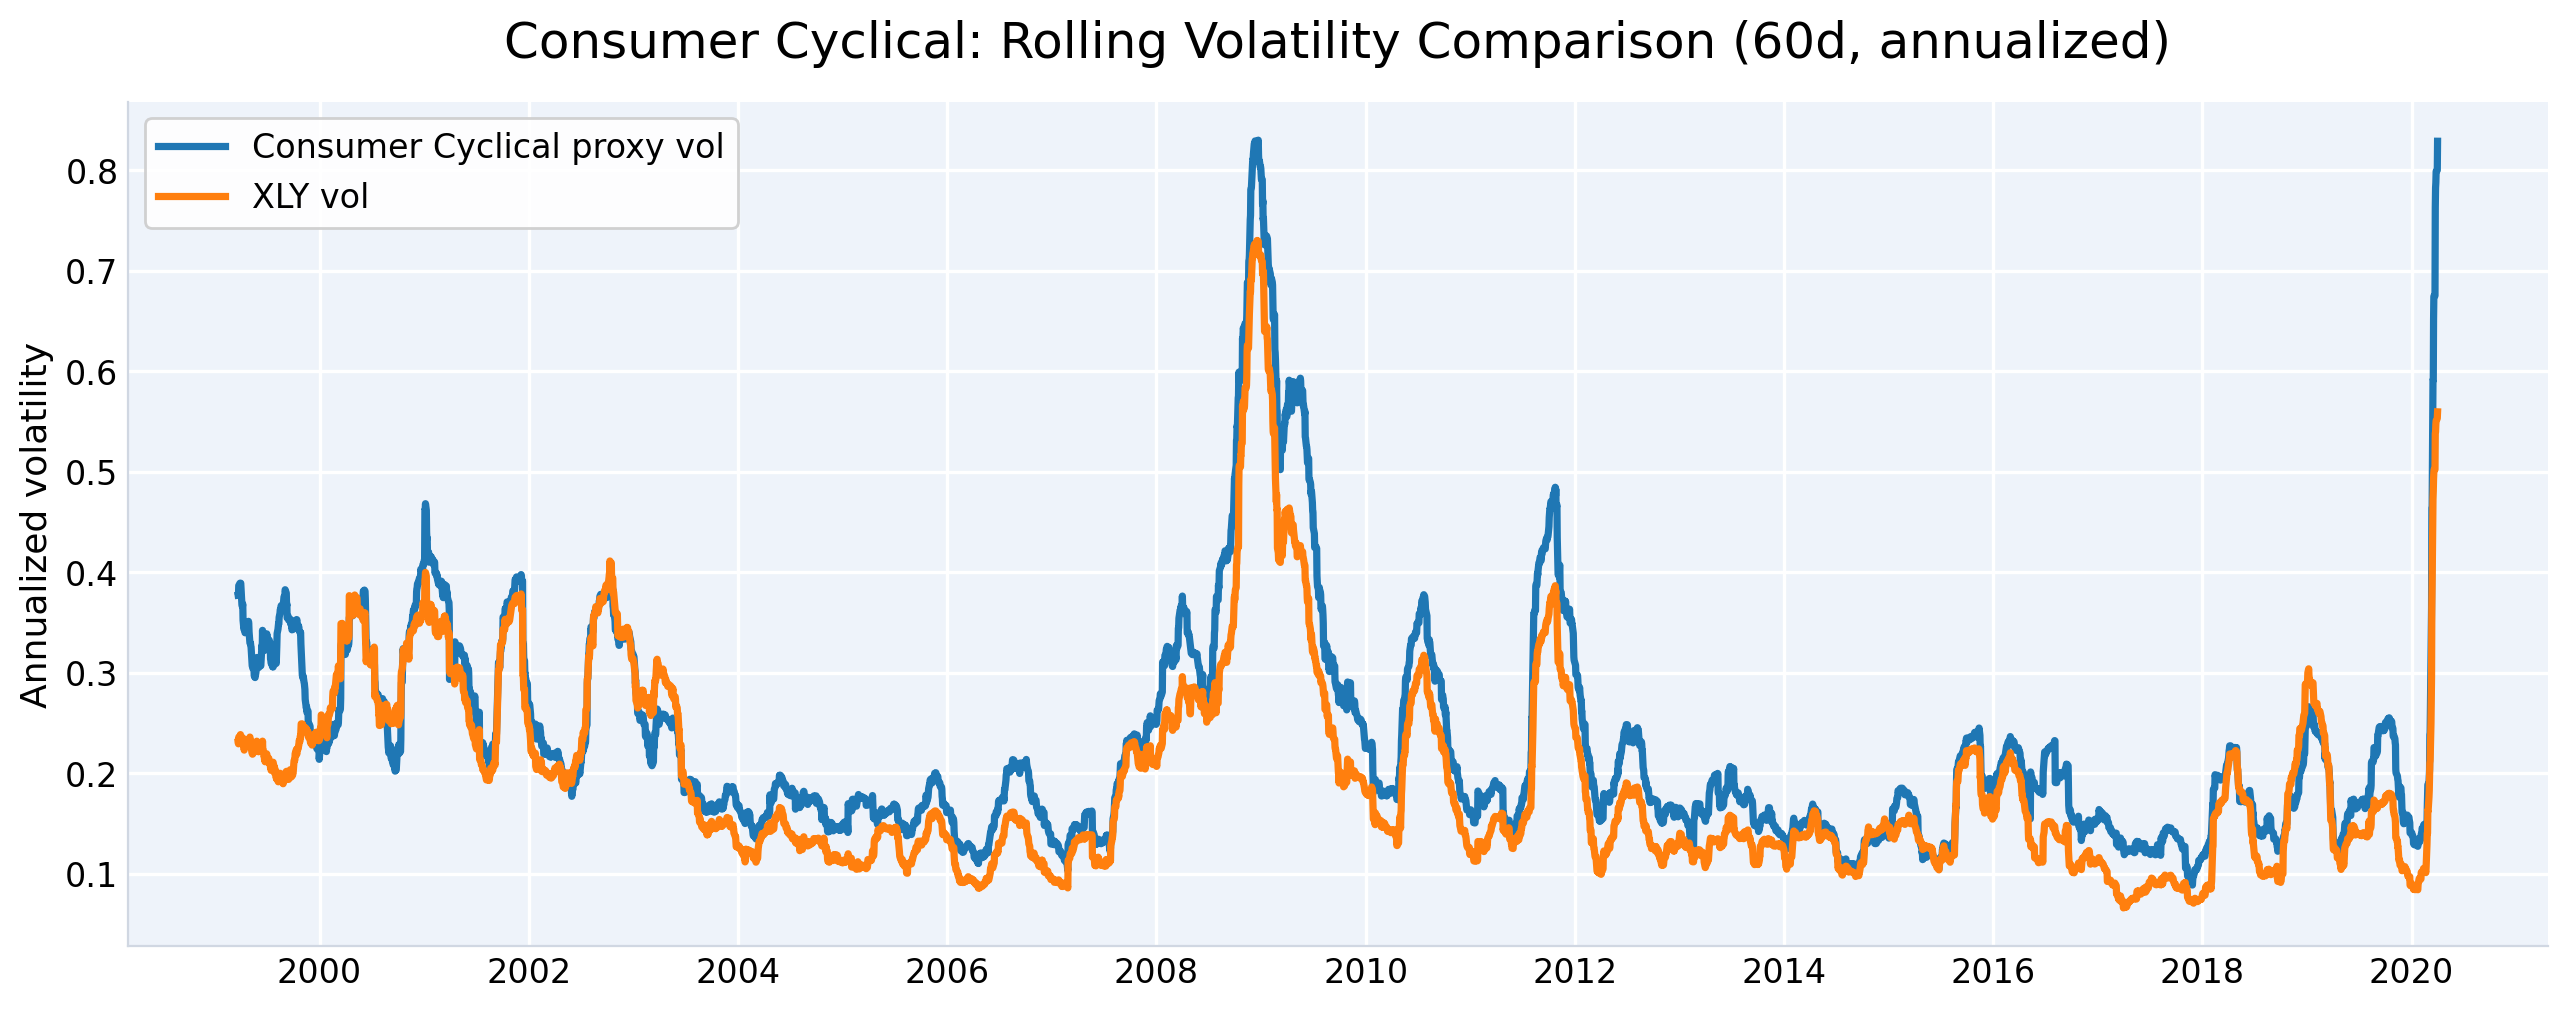 Consumer Cyclical: Rolling Volatility Comparison (60d, annualized)
Consumer Cyclical proxy vol
XLY vol
Annualized volatility
0.8
0.7
0.6
0.5
0.4
0.3
0.2
0.1
2000 2002 2004 2006 2008 2010 2012 2014 2016 2018 2020